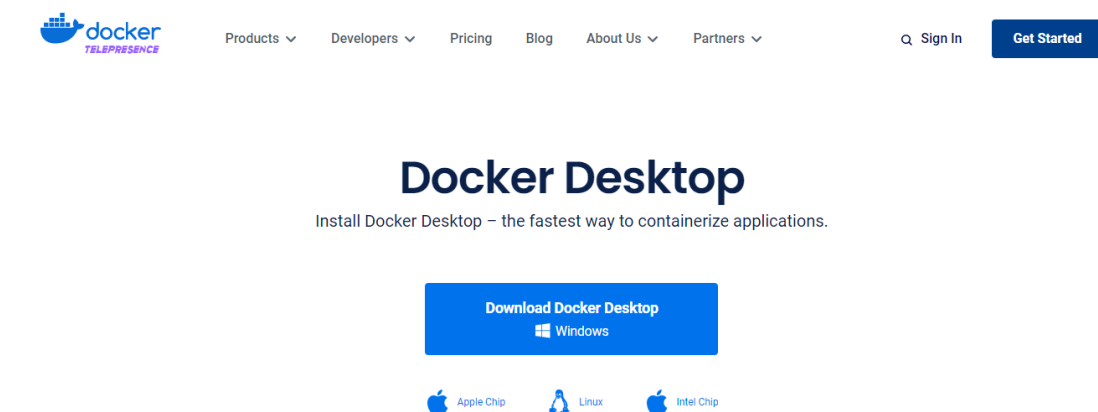 docker
TELEPRESENCE
Products Developers Pricing Blog About Us Partners Sign In Get Started
Docker Desktop
Install Docker Desktop – the fastest way to containerize applications.
Download Docker Desktop
Windows
Apple Chip Linux Intel Chip